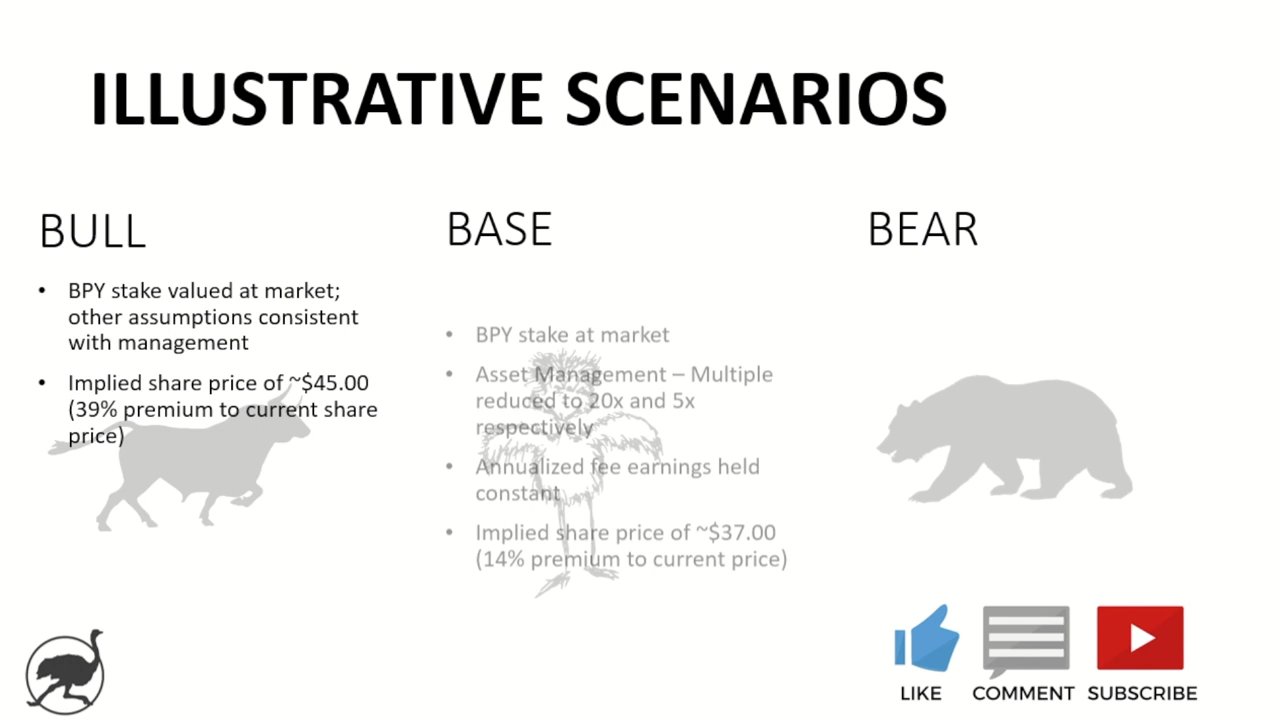 ILLUSTRATIVE SCENARIOS
BULL
• BPY stake valued at market;
other assumptions consistent
with management
• Implied share price of ~$45.00
(39% premium to current share
price)
BASE
• BPY stake at market
• Asset Management – Multiple
reduced to 20x and 5x
respectively
• Annualized fee earnings held
constant
• Implied share price of ~$37.00
(14% premium to current price)
BEAR
LIKE
COMMENT
SUBSCRIBE